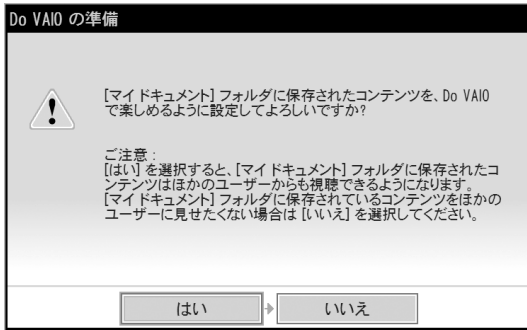 Do VAIO の準備
[マイドキュメント] フォルダに保存されたコンテンツを、Do VAIO
で楽しめるように設定してよろしいですか?
ご注意：
[はい] を選択すると、[マイドキュメント] フォルダに保存されたコ
ンテンツはほかのユーザーからも視聴できるようになります。
[マイドキュメント] フォルダに保存されているコンテンツをほかの
ユーザーに見せたくない場合は [いいえ] を選択してください。
はい
いいえ